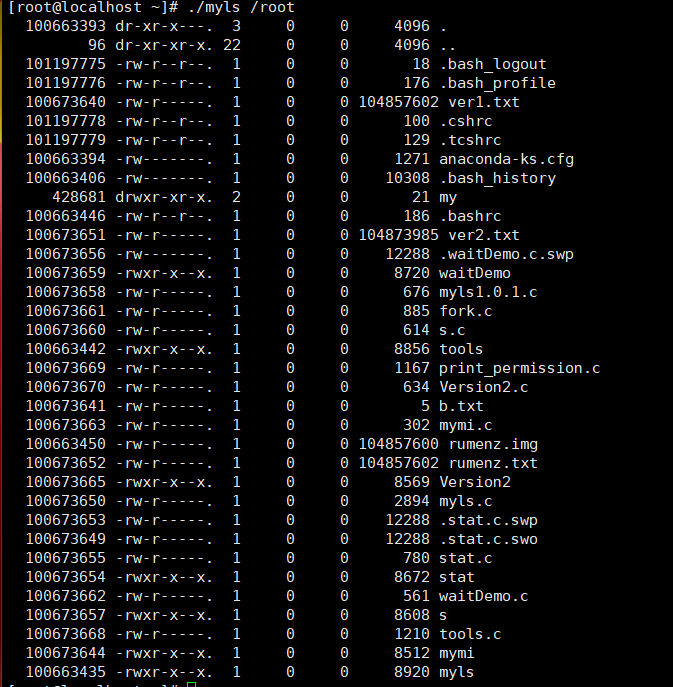 [root@localhost ~]# ./myls /root
100663393 dr-xr-x---. 3 0 0 4096 .
96 dr-xr-xr-x. 22 0 0 4096 ..
101197775 -rw-r--r--. 1 0 0 18 .bash_logout
101197776 -rw-r--r--. 1 0 0 176 .bash_profile
100673640 -rw-r-----. 1 0 0 104857602 ver1.txt
101197778 -rw-r--r--. 1 0 0 100 .cshrc
101197779 -rw-r--r--. 1 0 0 129 .tcshrc
100663394 -rw-------. 1 0 0 1271 anaconda-ks.cfg
100663406 -rw-------. 1 0 0 10308 .bash_history
428681 drwxr-xr-x. 2 0 0 21 my
100663446 -rw-r--r--. 1 0 0 186 .bashrc
100673651 -rw-r-----. 1 0 0 104873985 ver2.txt
100673656 -rw-------. 1 0 0 12288 .waitDemo.c.swp
100673659 -rwxr-x--x. 1 0 0 8720 waitDemo
100673658 -rw-r-----. 1 0 0 676 myls1.0.1.c
100673661 -rw-r-----. 1 0 0 885 fork.c
100673660 -rw-r-----. 1 0 0 614 s.c
100663442 -rwxr-x--x. 1 0 0 8856 tools
100673669 -rw-r-----. 1 0 0 1167 print_permission.c
100673670 -rw-r-----. 1 0 0 634 Version2.c
100673641 -rw-r-----. 1 0 0 5 b.txt
100673663 -rw-r-----. 1 0 0 302 mymi.c
100663450 -rw-r-----. 1 0 0 104857600 rumenz.img
100673652 -rw-r-----. 1 0 0 104857602 rumenz.txt
100673665 -rwxr-x--x. 1 0 0 8569 Version2
100673650 -rw-r-----. 1 0 0 2894 myls.c
100673653 -rw-r-----. 1 0 0 12288 .stat.c.swp
100673649 -rw-r-----. 1 0 0 12288 .stat.c.swo
100673655 -rw-r-----. 1 0 0 780 stat.c
100673654 -rwxr-x--x. 1 0 0 8672 stat
100673662 -rw-r-----. 1 0 0 561 waitDemo.c
100673657 -rwxr-x--x. 1 0 0 8608 s
100673668 -rw-r-----. 1 0 0 1210 tools.c
100673644 -rwxr-x--x. 1 0 0 8512 mymi
100663435 -rwxr-x--x. 1 0 0 8920 myls